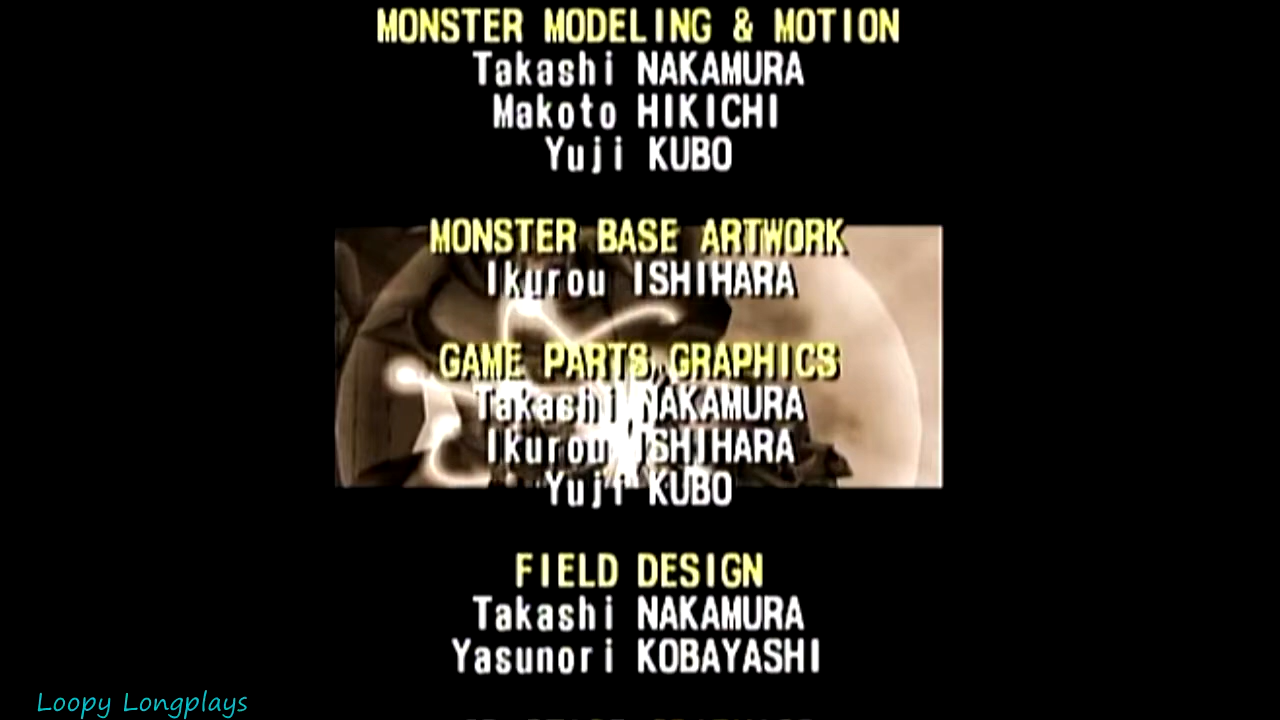 MONSTER MODELING & MOTION
Takashi NAKAMURA
Makoto HIKICHI
Yuji KUBO
MONSTER BASE ARTWORK
Ikurou ISHIHARA
GAME PARTS GRAPHICS
Takashi NAKAMURA
Ikurou ISHIHARA
Yuji KUBO
FIELD DESIGN
Takashi NAKAMURA
Yasunori KOBAYASHI
Loopy Longplays